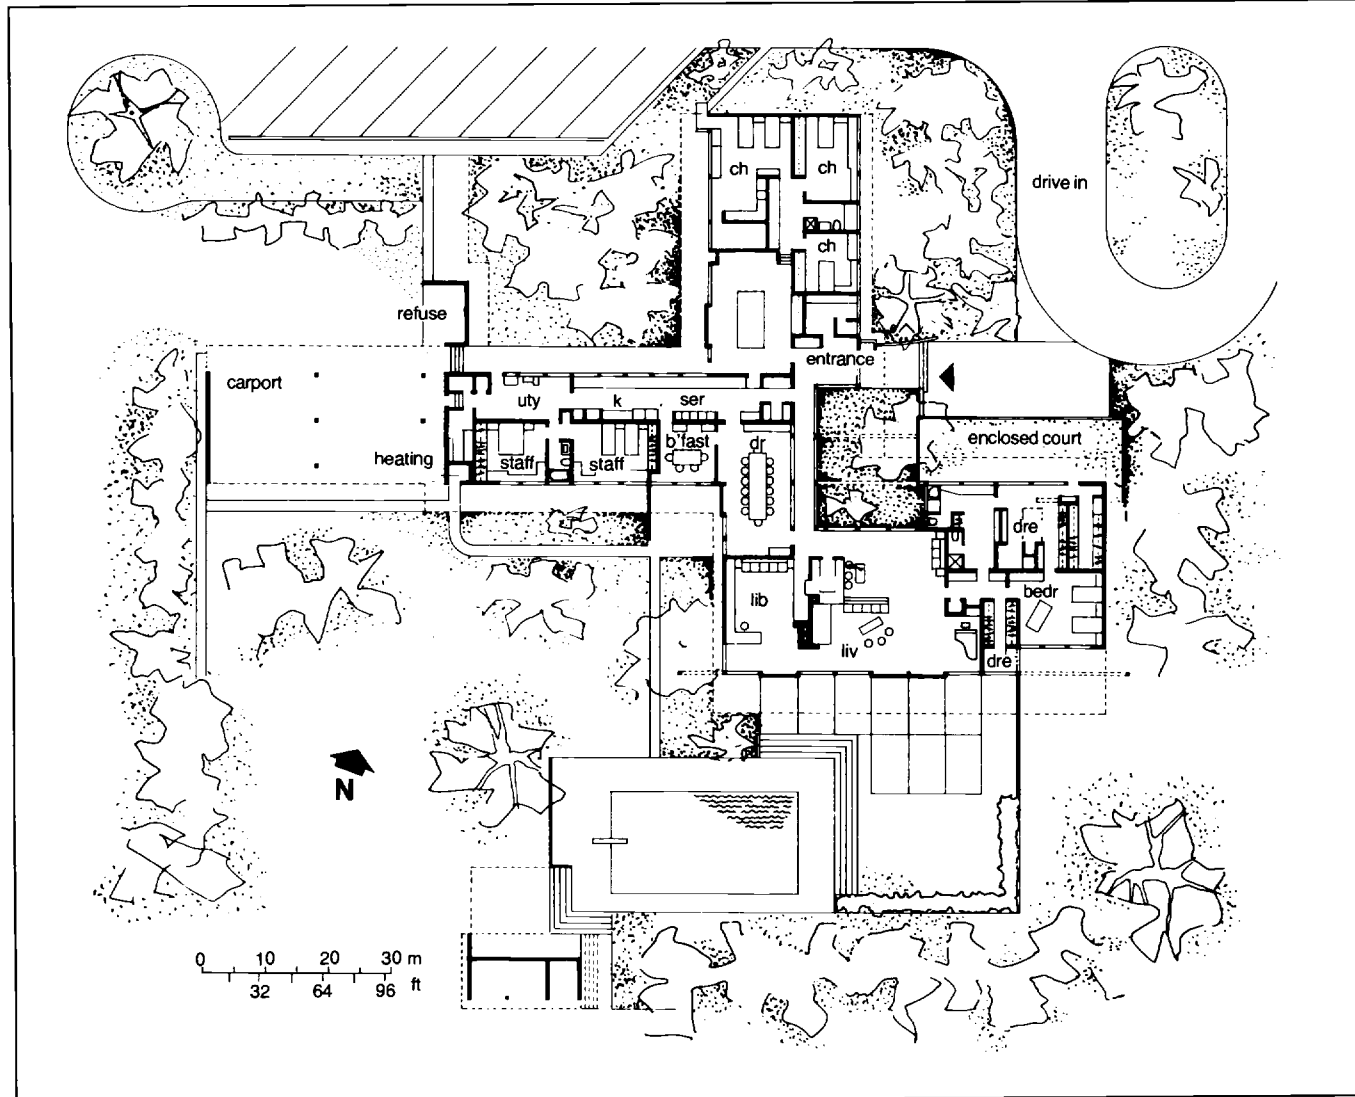 ch
ch
drive in
ch
refuse
entrance
carport
uty
k
ser
enclosed court
heating
staff
staff
b'fast
dr
dre
bedr
lib
liv
dre
N
0 10 20 30 m
32 64 96 ft